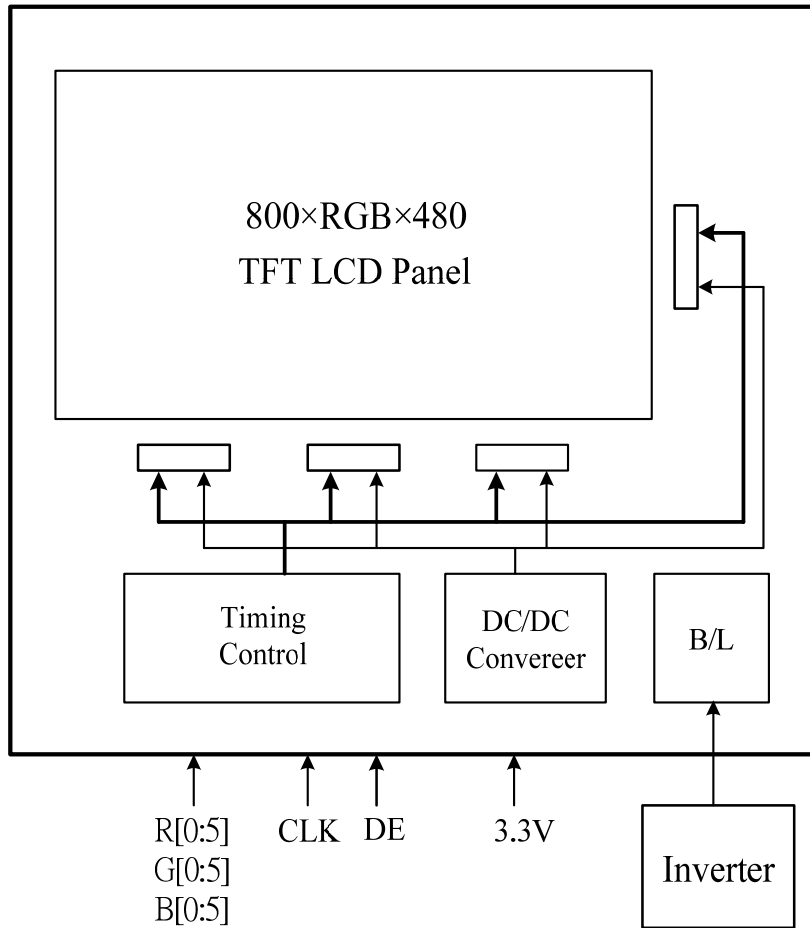 800×RGB×480
TFT LCD Panel
Timing
Control
DC/DC
Convereer
B/L
R[0:5]
G[0:5]
B[0:5]
CLK
DE
3.3V
Inverter